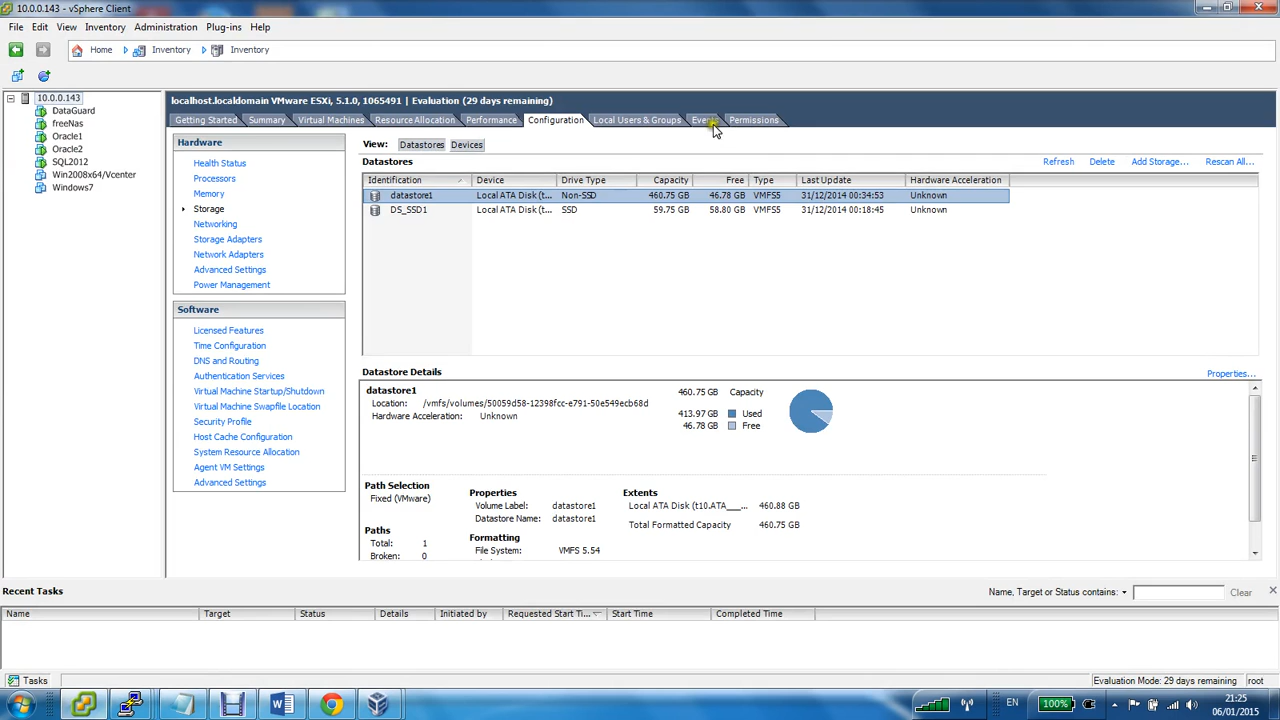 10.0.0.143 - vSphere Client
File Edit View Inventory Administration Plug-ins Help
Home Inventory Inventory
10.0.0.143
DataGuard
freeNas
Oracle1
Oracle2
SQL2012
Win2008x64/Vcenter
Windows7
localhost.localdomain VMware ESXi, 5.1.0, 1065491 | Evaluation (29 days remaining)
Getting Started Summary Virtual Machines Resource Allocation Performance Configuration Local Users & Groups Events Permissions
Hardware
Health Status
Processors
Memory
Storage
Networking
Storage Adapters
Network Adapters
Advanced Settings
Power Management
Software
Licensed Features
Time Configuration
DNS and Routing
Authentication Services
Virtual Machine Startup/Shutdown
Virtual Machine Swapfile Location
Security Profile
Host Cache Configuration
System Resource Allocation
Agent VM Settings
Advanced Settings
View: Datastores Devices
Datastores Refresh Delete Add Storage... Rescan All...
Identification Device Drive Type Capacity Free Type Last Update Hardware Acceleration
datastore1 Local ATA Disk (t... Non-SSD 460.75 GB 46.78 GB VMFS5 31/12/2014 00:34:53 Unknown
DS_SSD1 Local ATA Disk (t... SSD 59.75 GB 58.80 GB VMFS5 31/12/2014 00:18:45 Unknown
Datastore Details Properties...
datastore1 460.75 GB Capacity
Location: /vmfs/volumes/50059d58-12398fcc-e791-50e549ecb68d
Hardware Acceleration: Unknown
413.97 GB Used
46.78 GB Free
Path Selection
Fixed (VMware)
Paths
Total: 1
Broken: 0
Properties
Volume Label: datastore1
Datastore Name: datastore1
Formatting
File System: VMFS 5.54
Extents
Local ATA Disk (t10.ATA___... 460.88 GB
Total Formatted Capacity 460.75 GB
Recent Tasks Name, Target or Status contains: Clear
Name Target Status Details Initiated by Requested Start Ti... Start Time Completed Time
Tasks Evaluation Mode: 29 days remaining root
EN 100% 21:25
06/01/2015